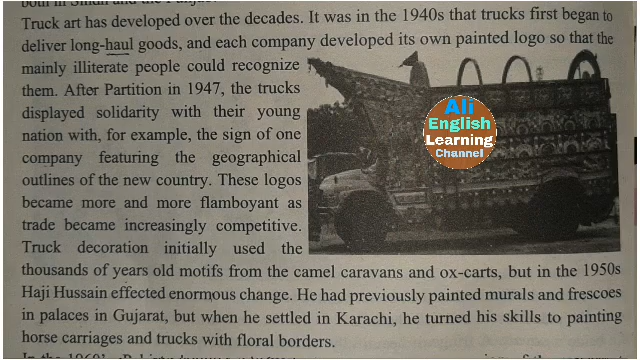 both in Sindh and the
Truck art has developed over the decades. It was in the 1940s that trucks first began to
deliver long-haul goods, and each company developed its own painted logo so that the
mainly illiterate people could recognize
them. After Partition in 1947, the trucks
displayed solidarity with their young
nation with, for example, the sign of one
company featuring the geographical
outlines of the new country. These logos
became more and more flamboyant as
trade became increasingly competitive.
Truck decoration initially used the
thousands of years old motifs from the camel caravans and ox-carts, but in the 1950s
Haji Hussain effected enormous change. He had previously painted murals and frescoes
in palaces in Gujarat, but when he settled in Karachi, he turned his skills to painting
horse carriages and trucks with floral borders.
Ali
English
Learning
Channel